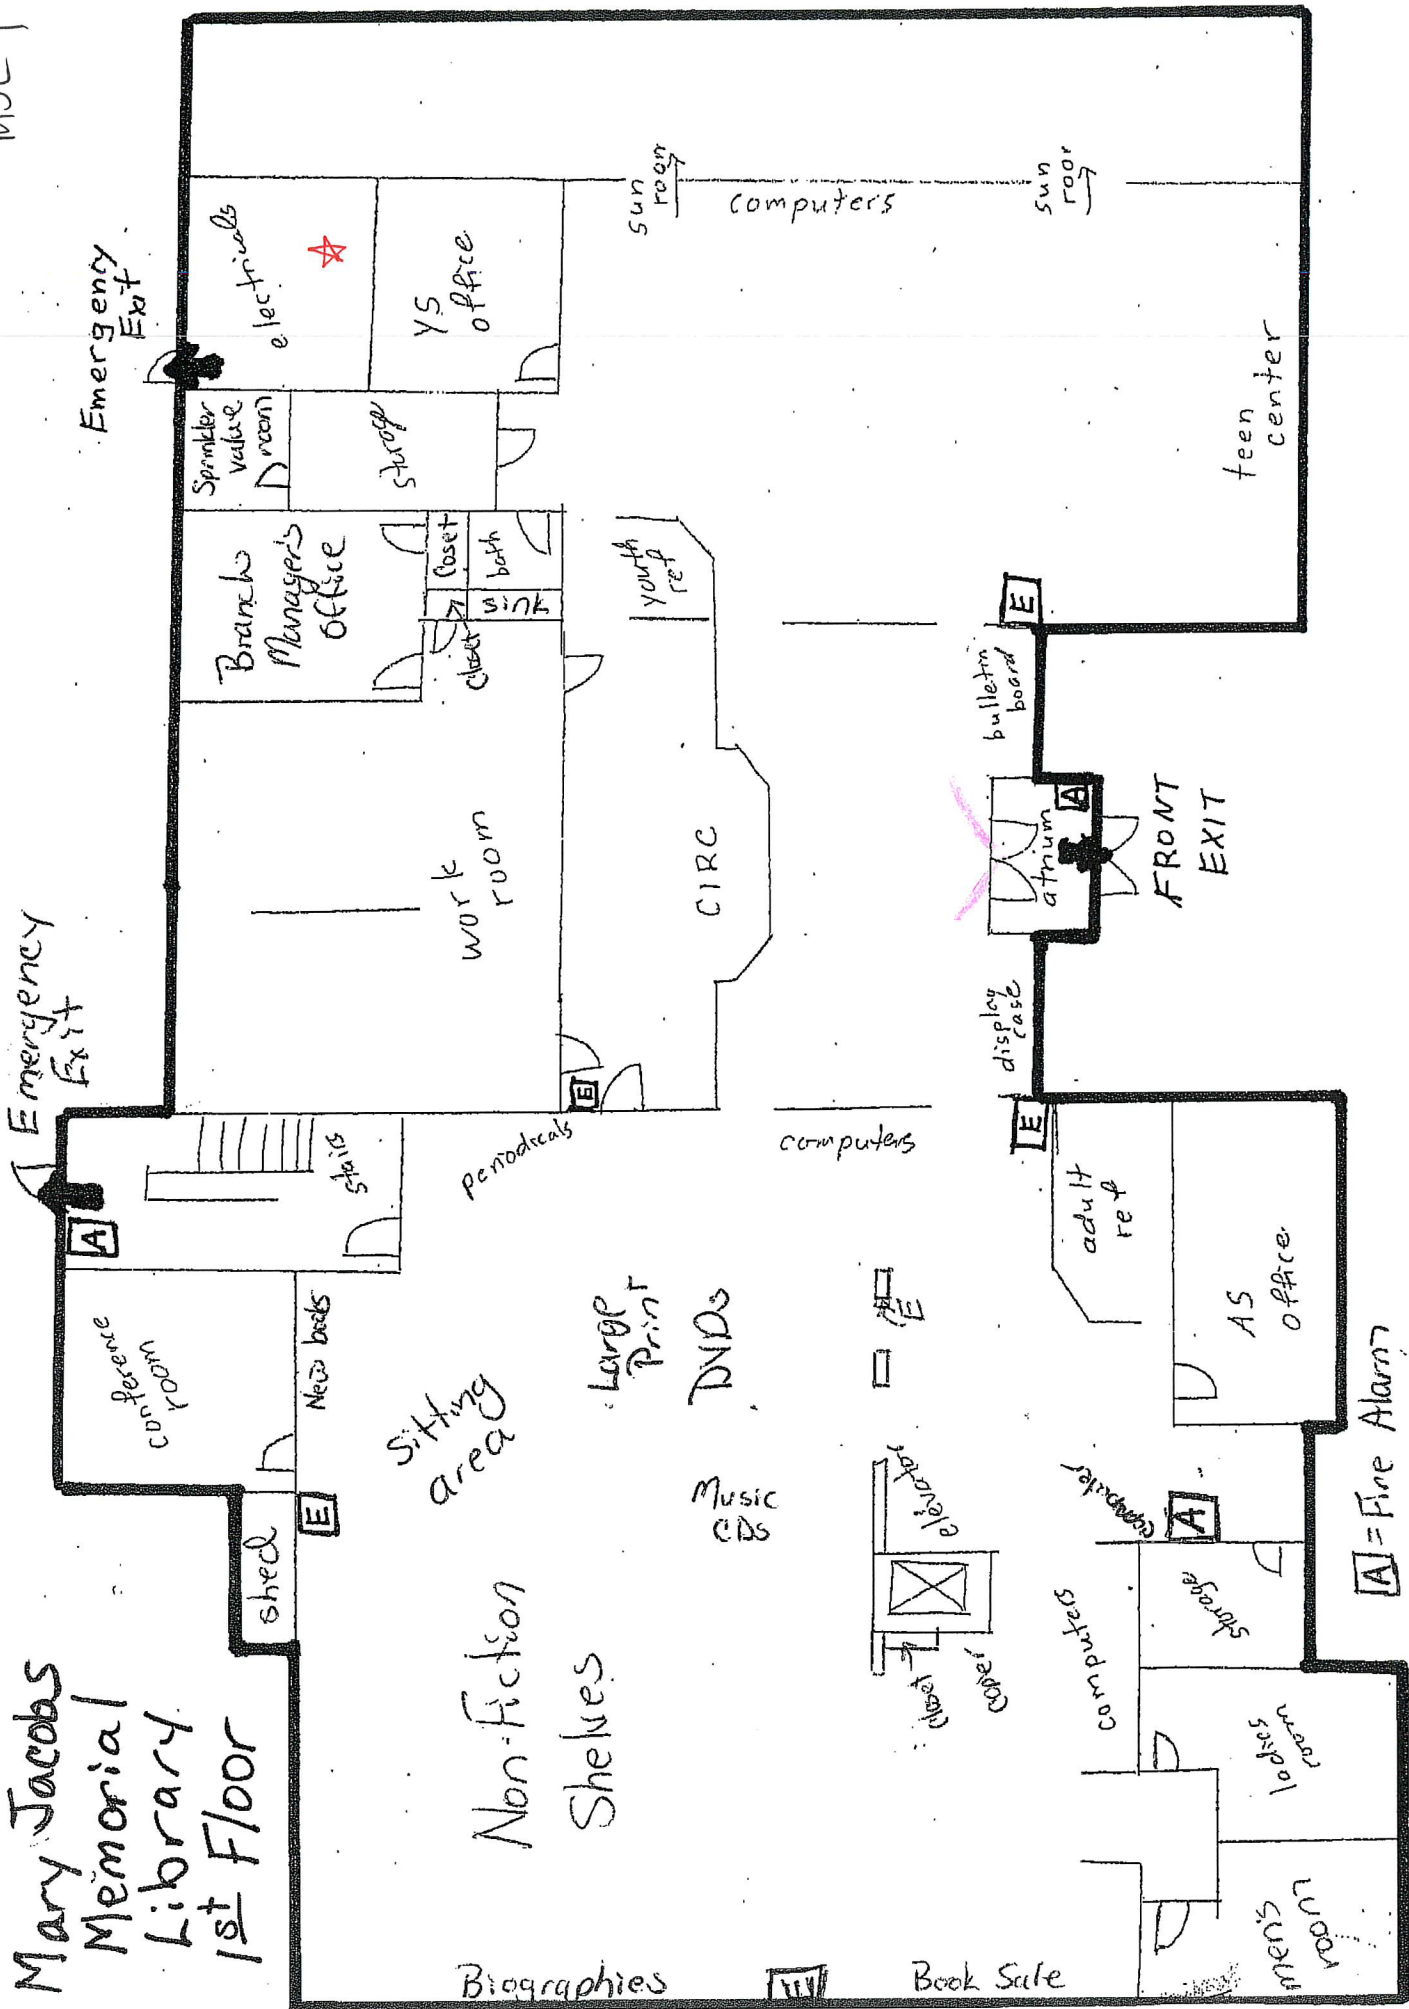 Mary Jacobs
Memorial
Library
1st Floor
Emergency
Exit
Emergency
Exit
shed
E
conference
room
New books
A
stairs
periodicals
Sitting
area
Large
Print
DVDs
Music
CDs
Non-Fiction
Shelves
Biographies
E
Book Sale
work
room
Branch
Manager's
Office
closet
closet
bath
sink
Sprinkler
value
room
storage
electricals
YS
office
sun
room
computers
sun
room
teen
center
youth
ref
CIRC
E
computers
E
bulletin
board
atrium
A
display
case
E
FRONT
EXIT
adult
ref
AS
office
E
elevator
closet
copier
computers
computer
A
storage
ladies
room
men's
room
A = Fire Alarm